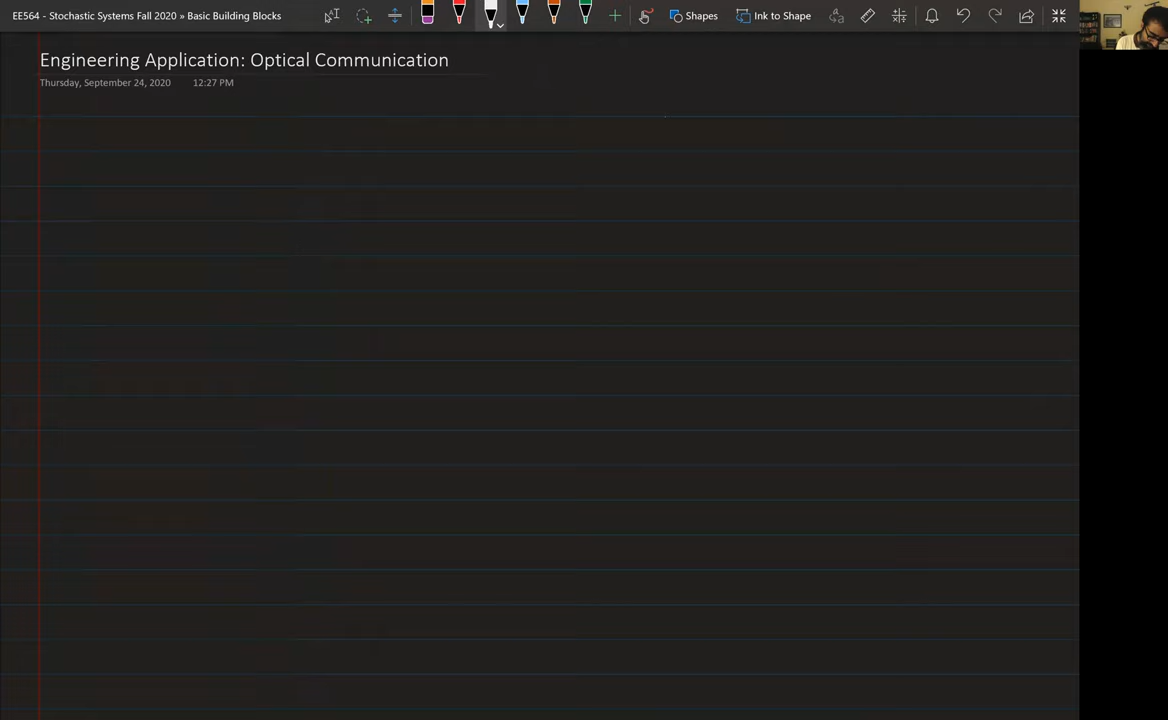 EE564 - Stochastic Systems Fall 2020 » Basic Building Blocks
Shapes
Ink to Shape
Engineering Application: Optical Communication
Thursday, September 24, 2020 12:27 PM